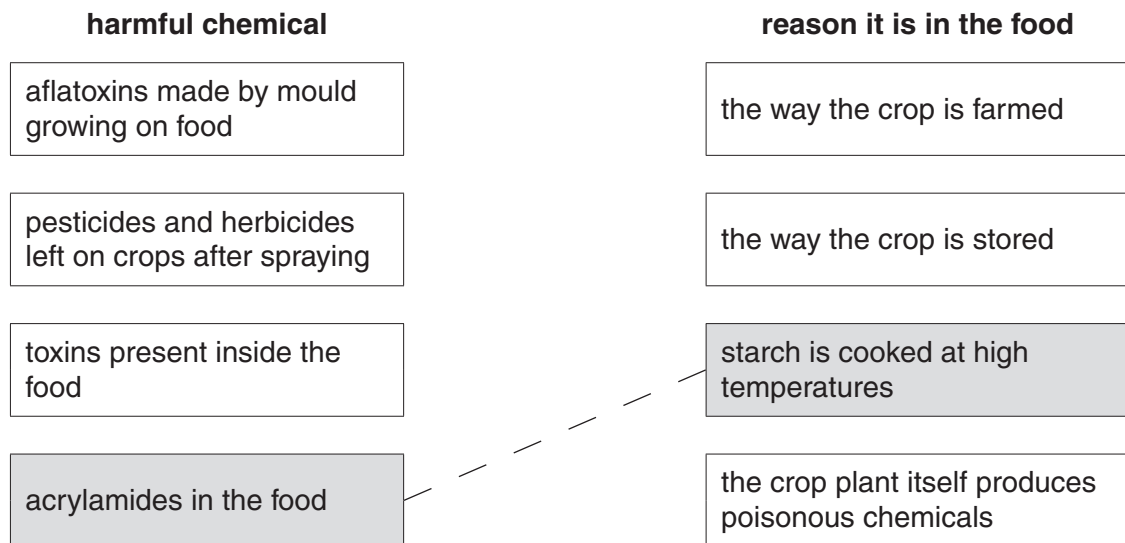 harmful chemical
reason it is in the food
aflatoxins made by mould
growing on food
the way the crop is farmed
pesticides and herbicides
left on crops after spraying
the way the crop is stored
toxins present inside the
food
starch is cooked at high
temperatures
acrylamides in the food
the crop plant itself produces
poisonous chemicals